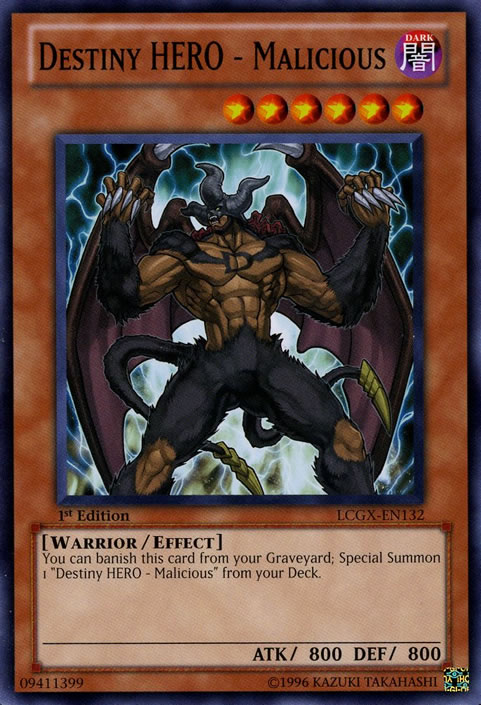 DESTINY HERO - MALICIOUS
DARK
闇
D
1st Edition
LCGX-EN132
[WARRIOR / EFFECT]
You can banish this card from your Graveyard; Special Summon
1 "Destiny HERO - Malicious" from your Deck.
ATK/ 800 DEF/ 800
09411399
©1996 KAZUKI TAKAHASHI